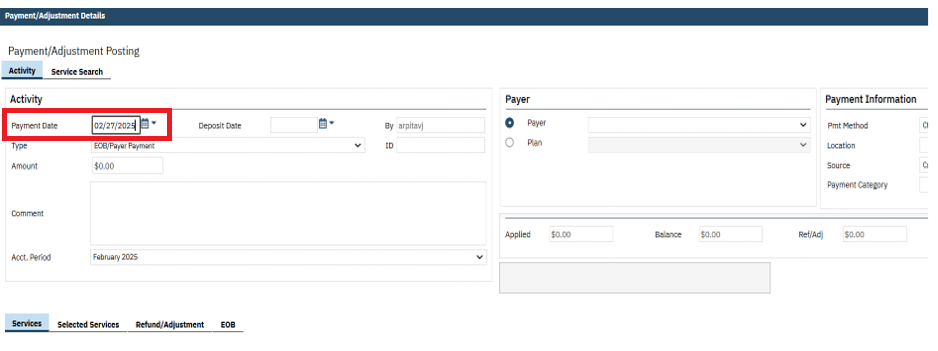 Payment/Adjustment Details
Payment/Adjustment Posting
Activity Service Search
Activity
Payment Date 02/27/2025 Deposit Date By arpitavj
Type EOB/Payer Payment ID
Amount $0.00
Comment
Acct. Period February 2025
Payer
Payer
Plan
Payment Information
Pmt Method
Location
Source
Payment Category
Applied $0.00 Balance $0.00 Ref/Adj $0.00
Services Selected Services Refund/Adjustment EOB